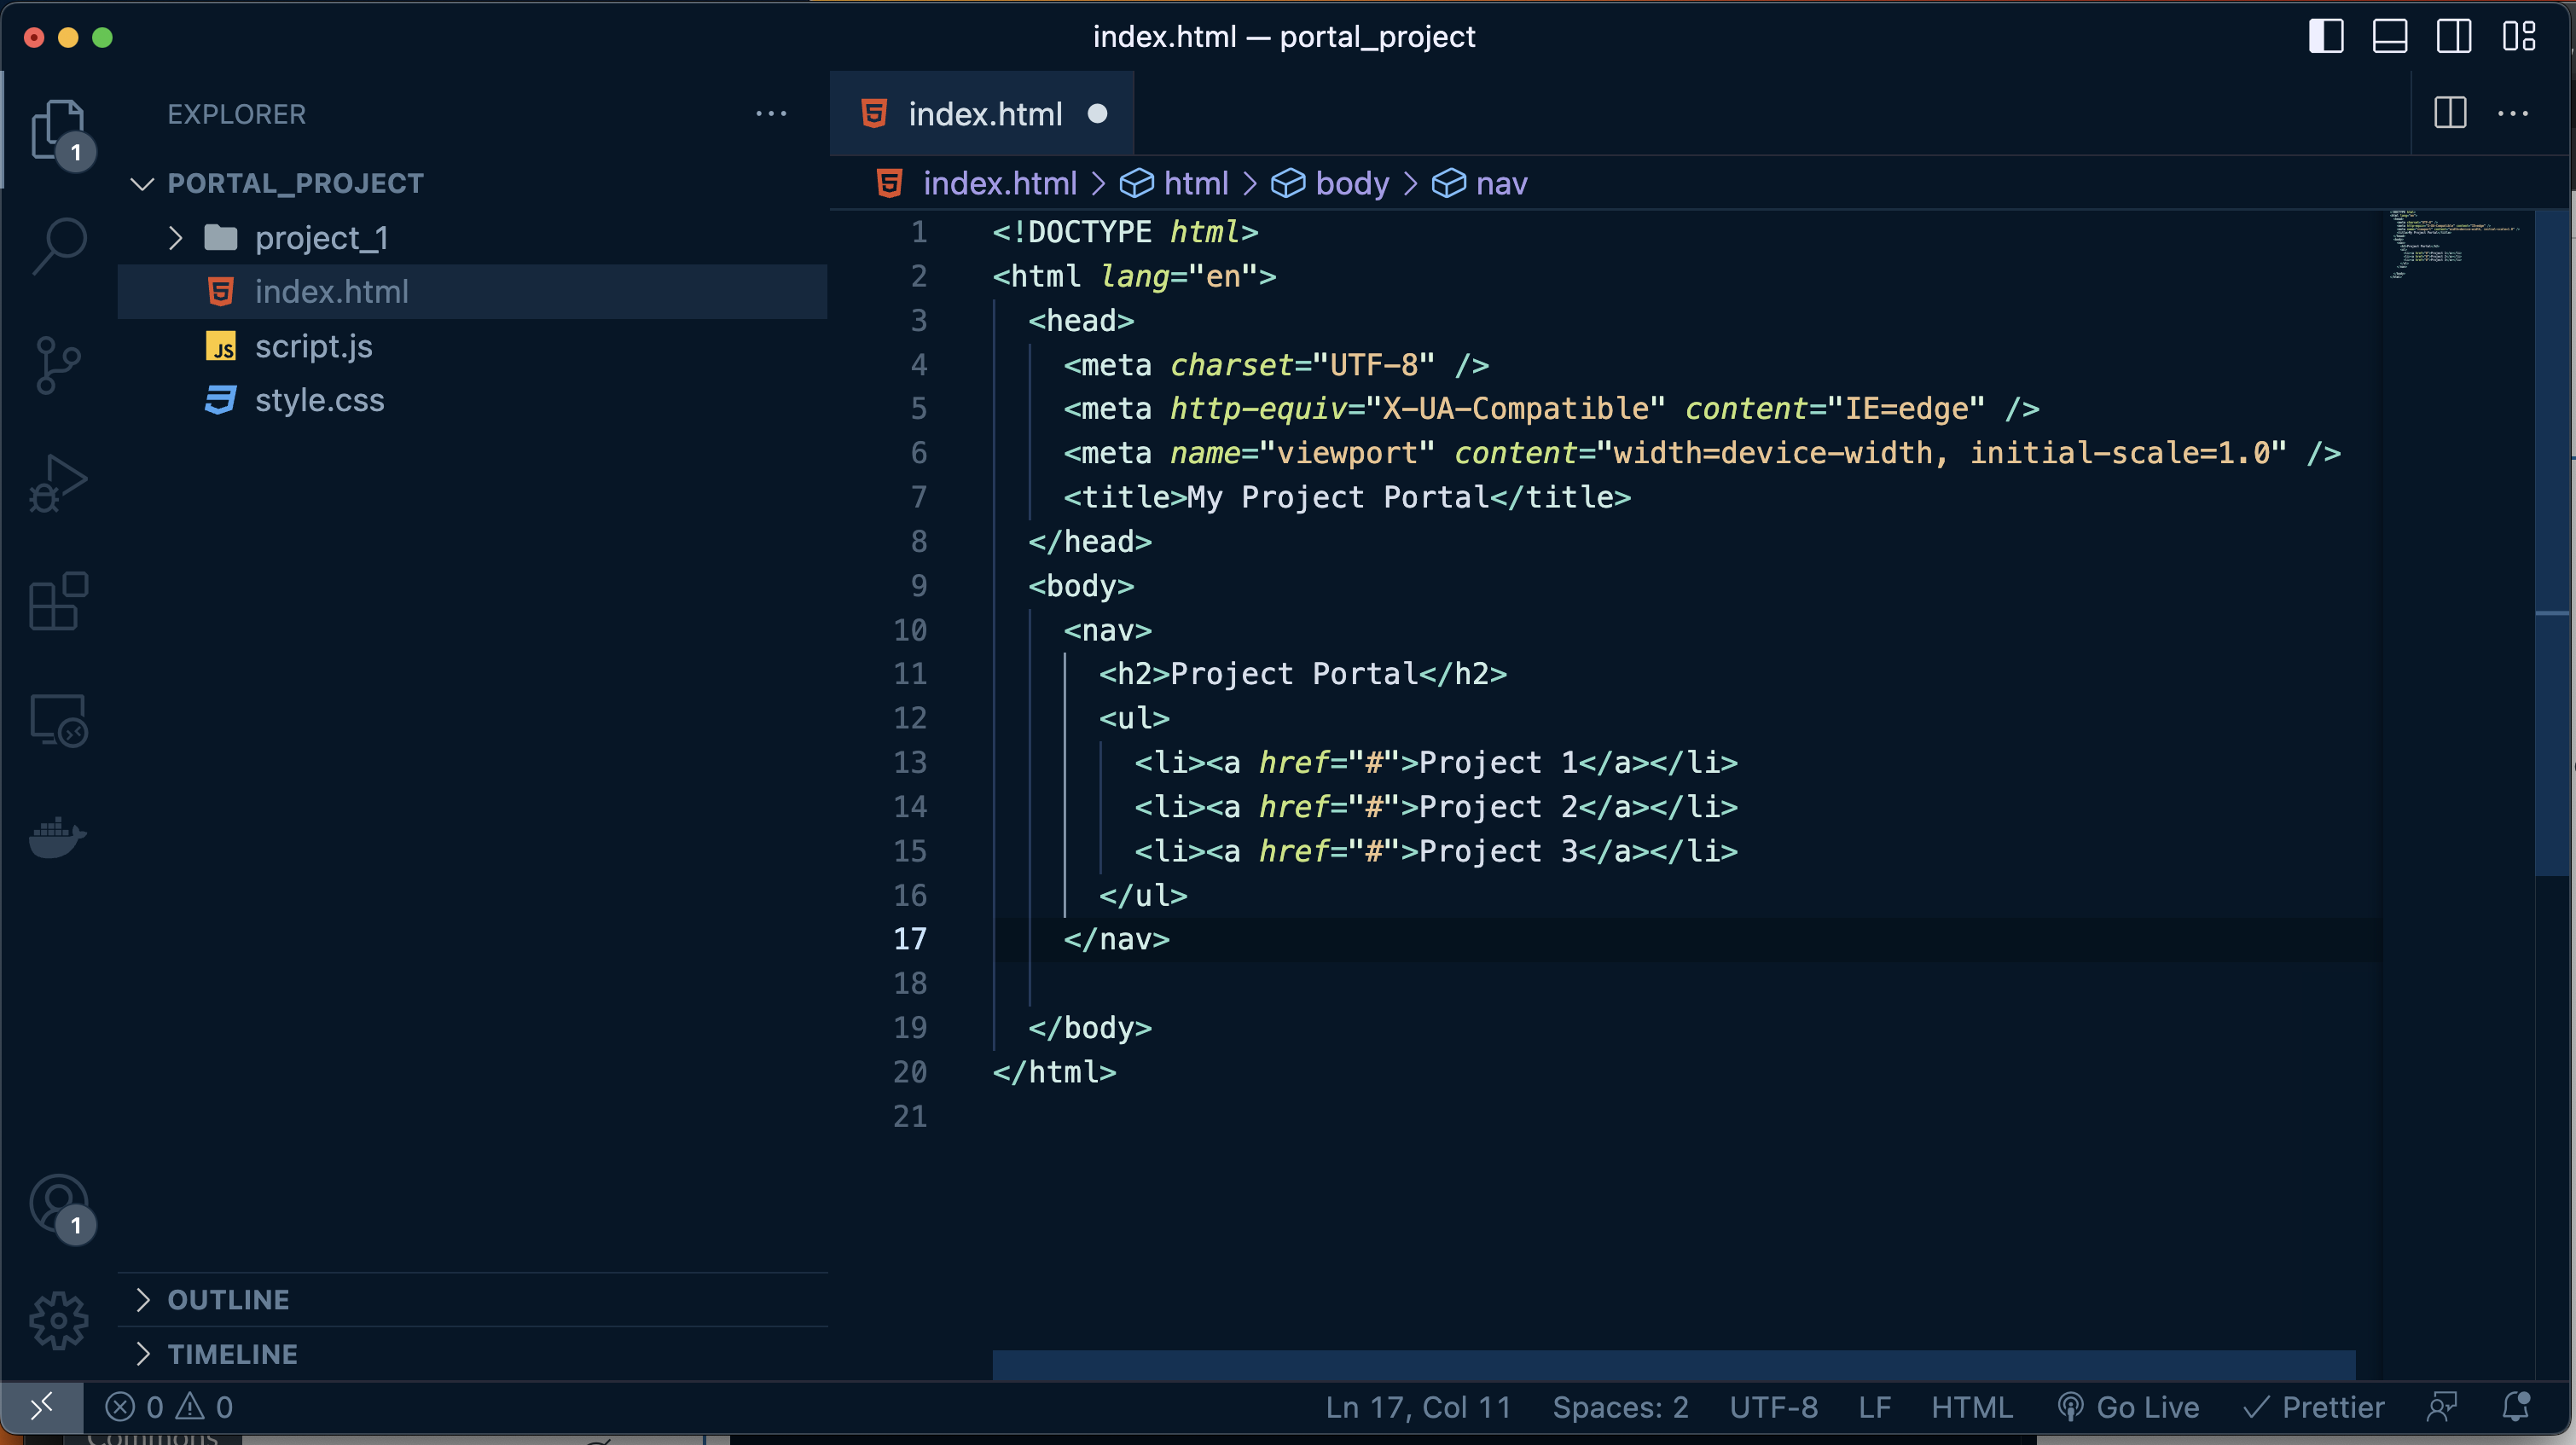 index.html — portal_project
EXPLORER
1
PORTAL_PROJECT
project_1
index.html
script.js
style.css
1
OUTLINE
TIMELINE
index.html
index.html > html > body > nav
1 <!DOCTYPE html>
2 <html lang="en">
3 <head>
4 <meta charset="UTF-8" />
5 <meta http-equiv="X-UA-Compatible" content="IE=edge" />
6 <meta name="viewport" content="width=device-width, initial-scale=1.0" />
7 <title>My Project Portal</title>
8 </head>
9 <body>
10 <nav>
11 <h2>Project Portal</h2>
12 <ul>
13 <li><a href="#">Project 1</a></li>
14 <li><a href="#">Project 2</a></li>
15 <li><a href="#">Project 3</a></li>
16 </ul>
17 </nav>
18
19 </body>
20 </html>
21
0 0 Ln 17, Col 11 Spaces: 2 UTF-8 LF HTML Go Live Prettier
Commons